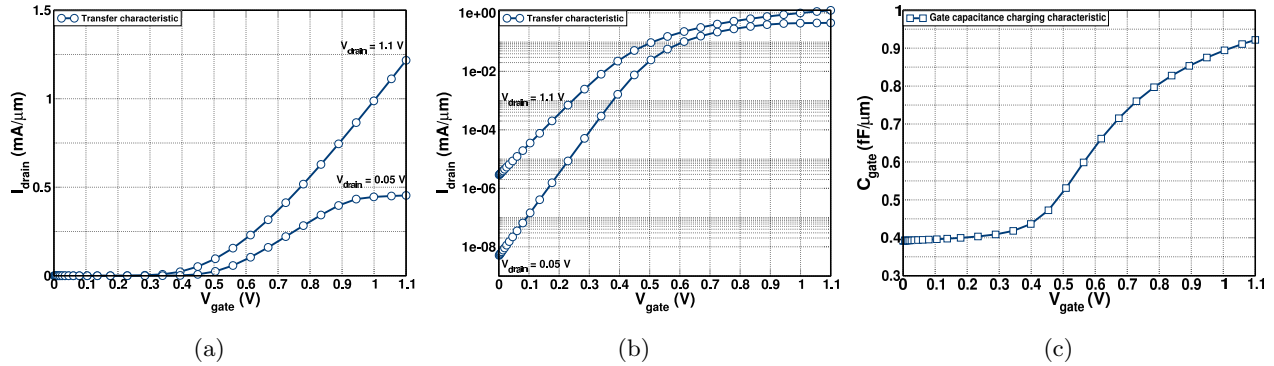 Transfer characteristic
V_drain = 1.1 V
V_drain = 0.05 V
I_drain (mA/μm)
1.5
1.25
1
0.75
0.5
0.25
0
0 0.1 0.2 0.3 0.4 0.5 0.6 0.7 0.8 0.9 1 1.1
V_gate (V)
(a)
Transfer characteristic
V_drain = 1.1 V
V_drain = 0.05 V
I_drain (mA/μm)
1e+00
1e-02
1e-04
1e-06
1e-08
0 0.1 0.2 0.3 0.4 0.5 0.6 0.7 0.8 0.9 1 1.1
V_gate (V)
(b)
Gate capacitance charging characteristic
C_gate (fF/μm)
1
0.9
0.8
0.7
0.6
0.5
0.4
0.3
0 0.1 0.2 0.3 0.4 0.5 0.6 0.7 0.8 0.9 1 1.1
V_gate (V)
(c)